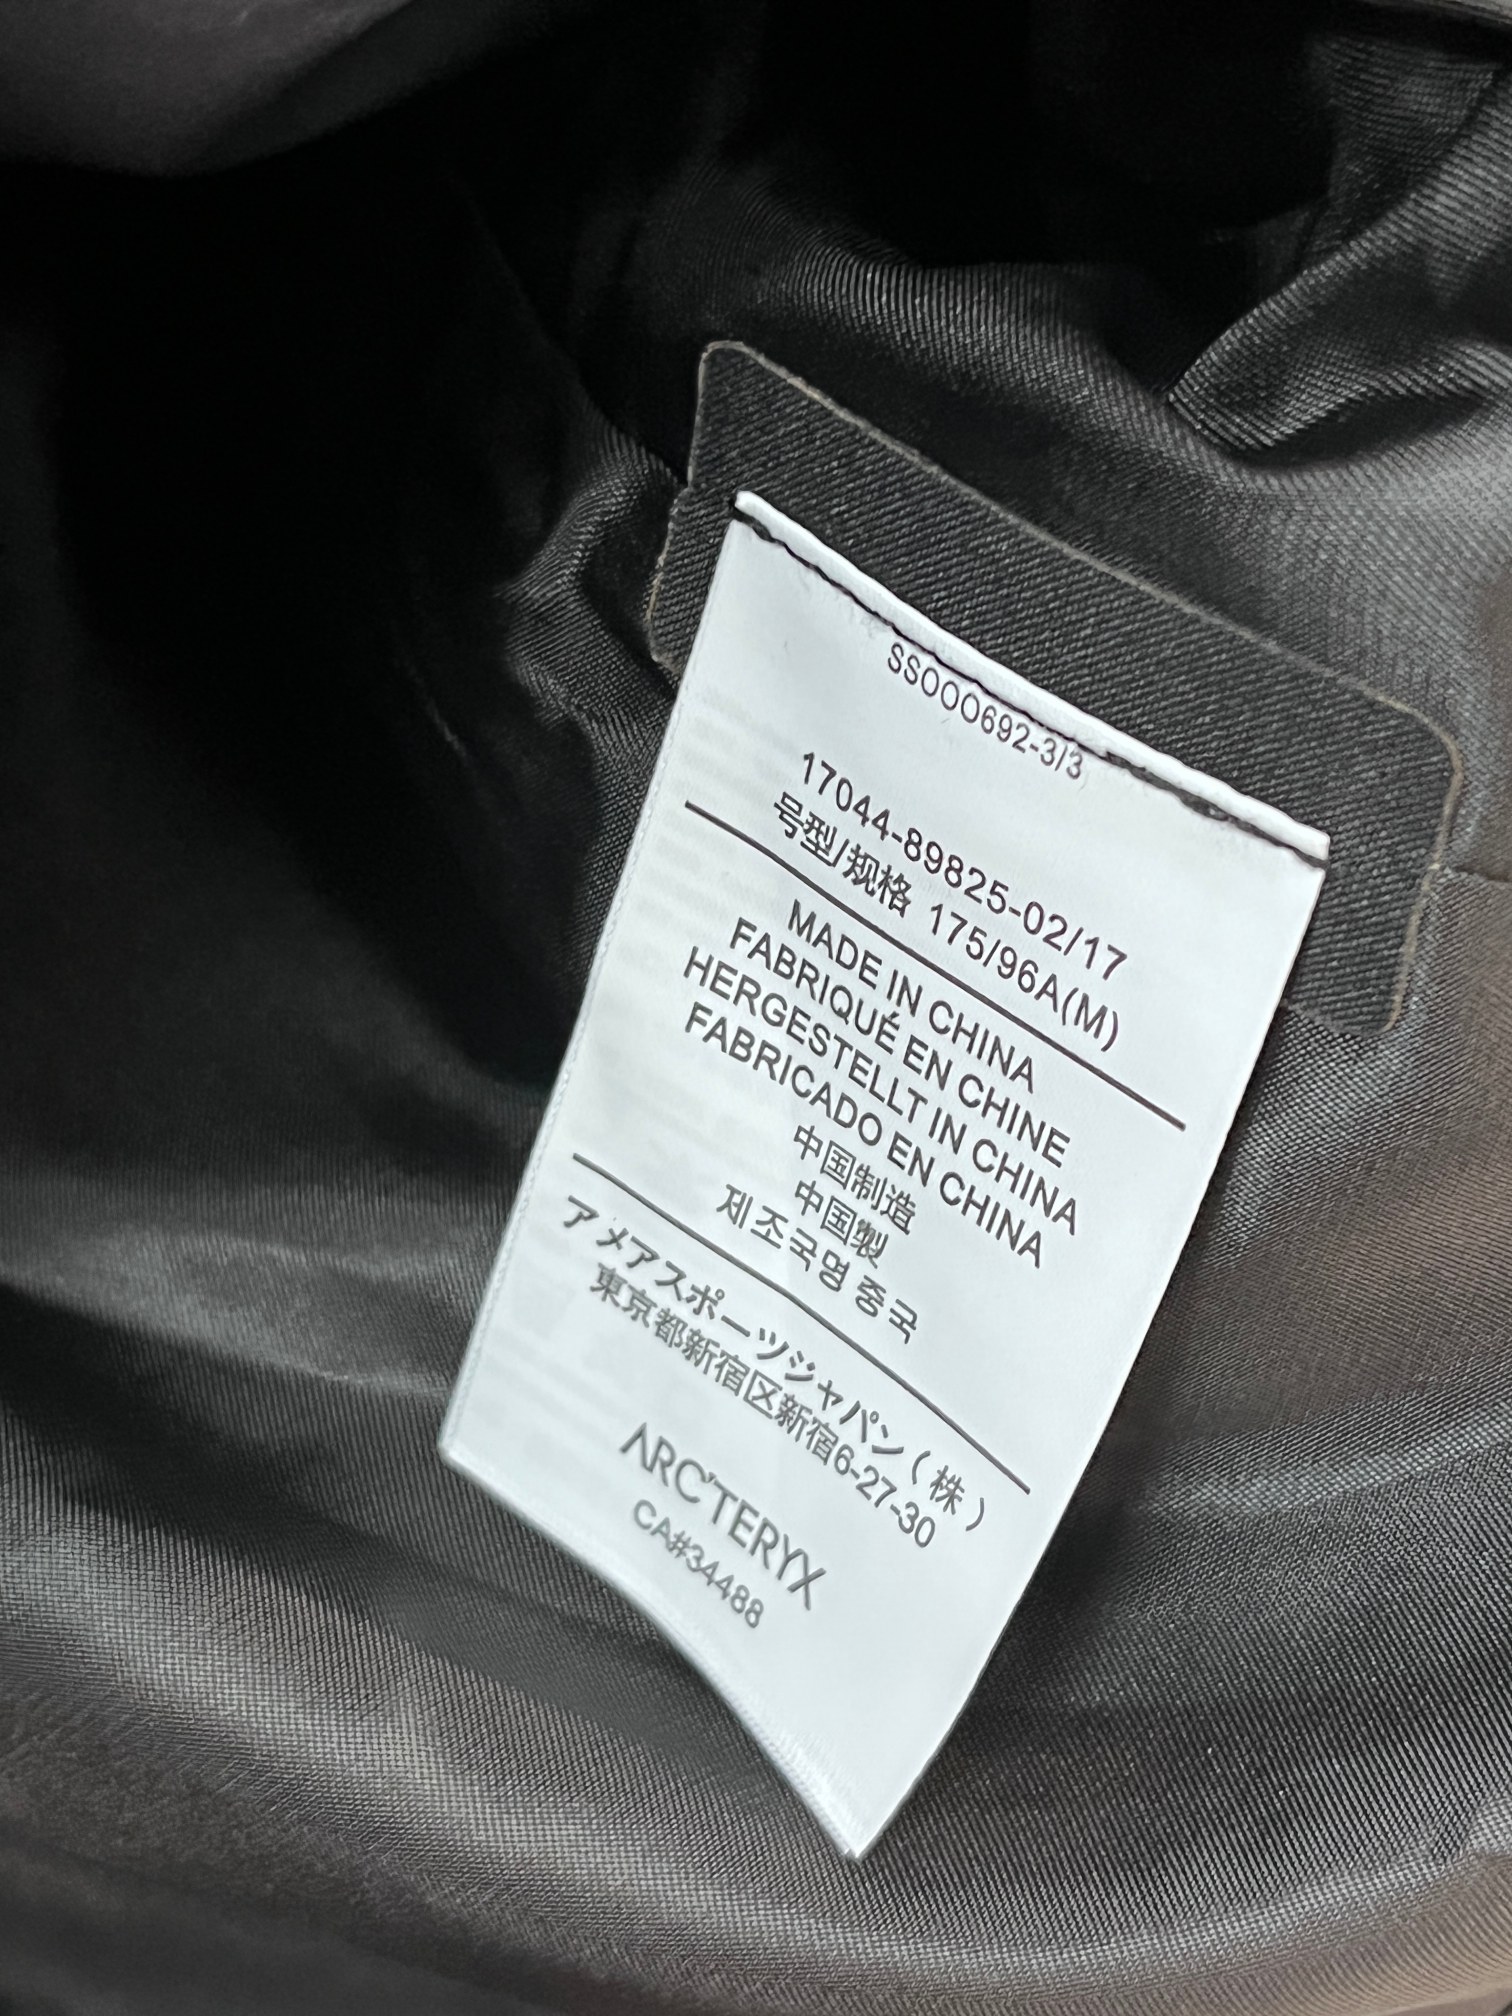 SS000692-3/3
17044-89825-02/17
号型/规格 175/96A(M)
MADE IN CHINA
FABRIQUÉ EN CHINE
HERGESTELLT IN CHINA
FABRICADO EN CHINA
中国制造
中国製
제조국명 중국
アメアスポーツジャパン（株）
東京都新宿区新宿6-27-30
ARC'TERYX
CA#34488